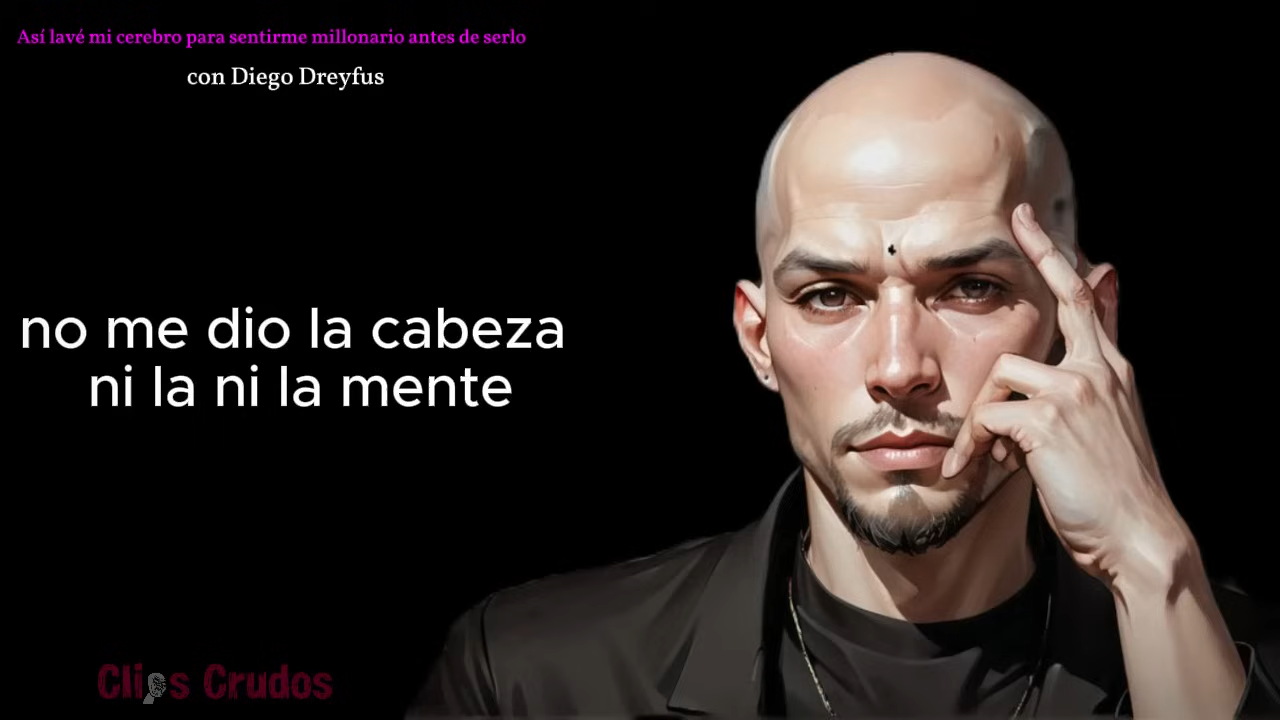 Así lavé mi cerebro para sentirme millonario antes de serlo
con Diego Dreyfus
no me dio la cabeza
ni la ni la mente
Clips Crudos